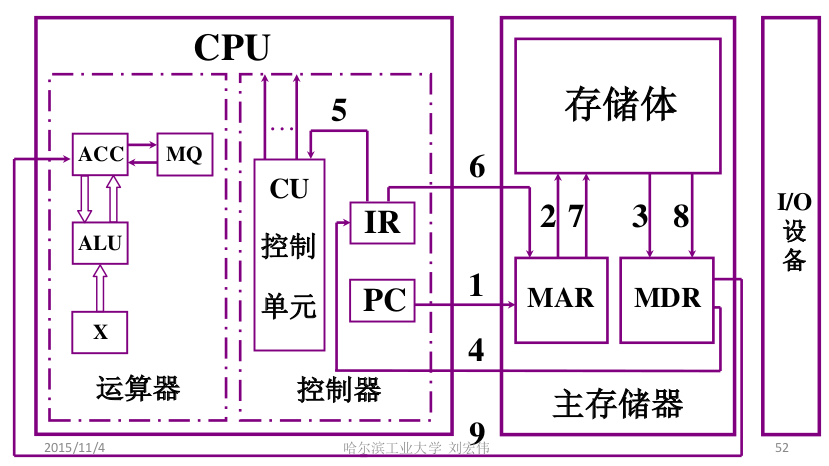 CPU
5
存储体
ACC
MQ
CU
控制
单元
6
IR
2
7
3
8
I/O
设
备
ALU
PC
1
MAR
MDR
X
4
运算器
控制器
主存储器
9
2015/11/4
哈尔滨工业大学 刘宏伟
52